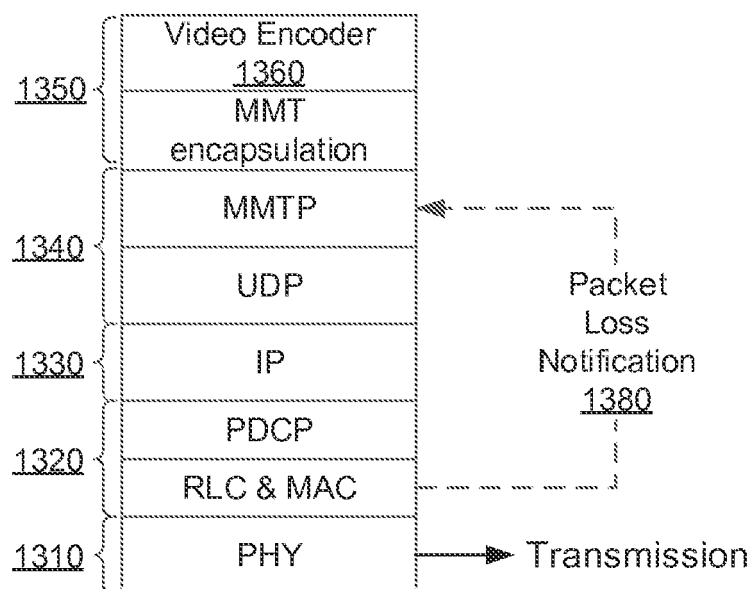 Video Encoder
1360
1350
MMT
encapsulation
MMTP
1340
UDP
Packet
Loss
Notification
1380
1330
IP
PDCP
1320
RLC & MAC
1310
PHY
Transmission